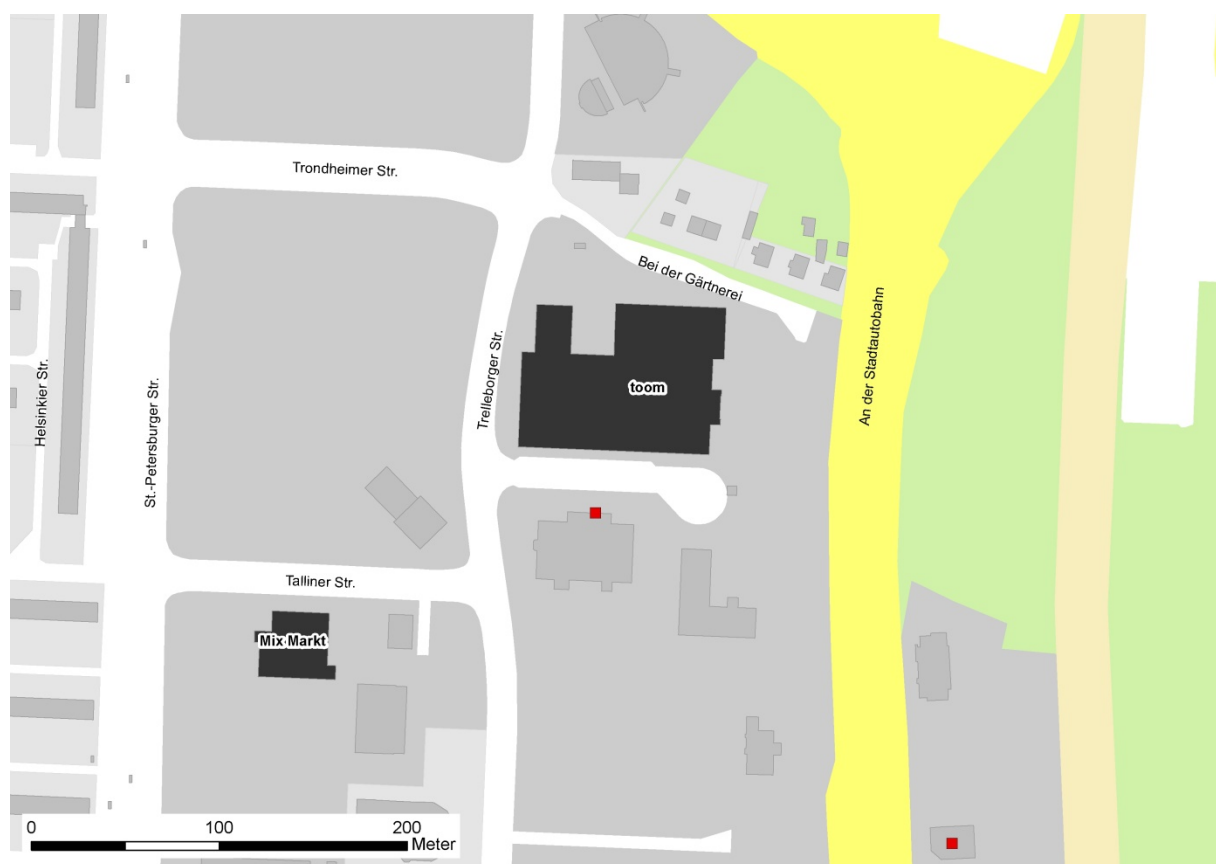 Trondheimer Str.
Bei der Gärtnerei
An der Stadtautobahn
Trelleborger Str.
toom
Helsinkier Str.
St.-Petersburger Str.
Talliner Str.
Mix Markt
0 100 200
Meter